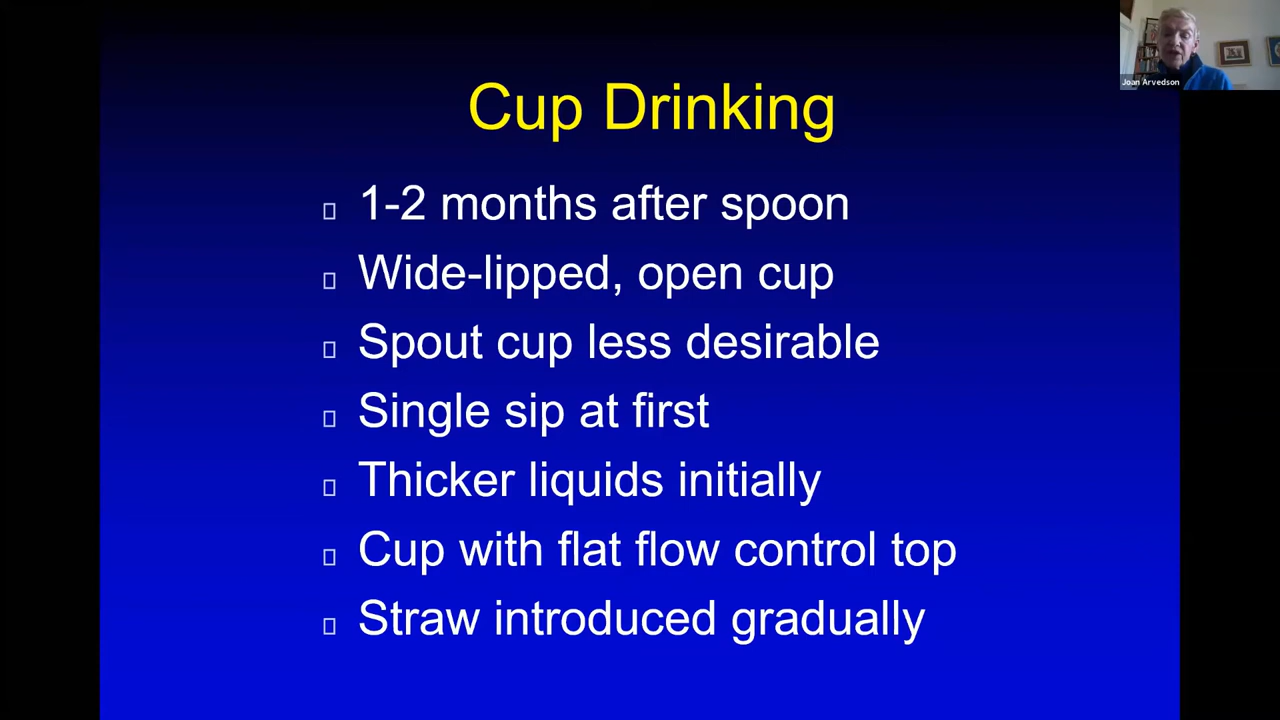 Cup Drinking
Joan Arvedson
1-2 months after spoon
Wide-lipped, open cup
Spout cup less desirable
Single sip at first
Thicker liquids initially
Cup with flat flow control top
Straw introduced gradually